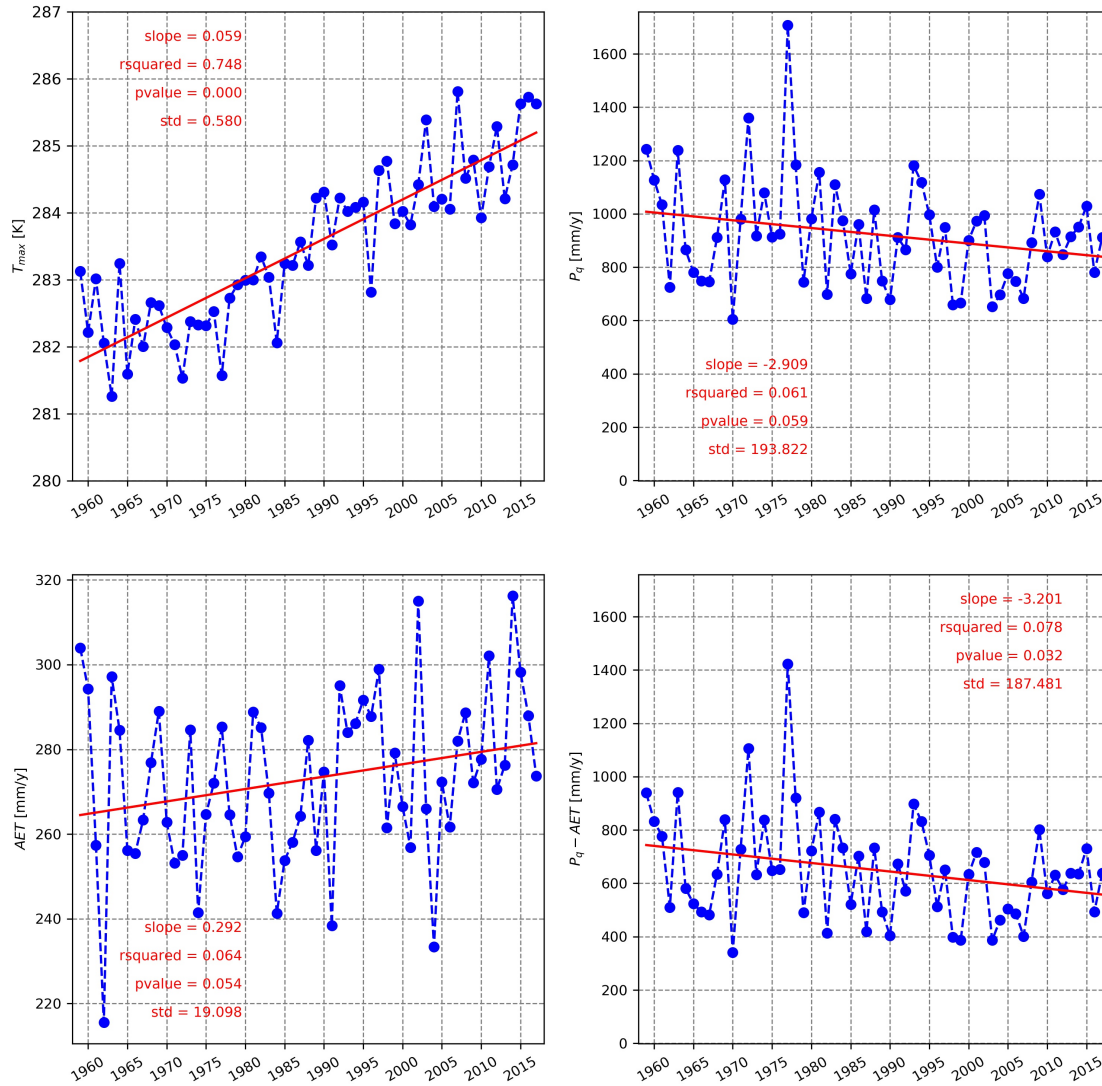 287
286
285
284
283
282
281
280
T_max [K]
slope = 0.059
rsquared = 0.748
pvalue = 0.000
std = 0.580
1960 1965 1970 1975 1980 1985 1990 1995 2000 2005 2010 2015
1600
1400
1200
1000
800
600
400
200
0
P_q [mm/y]
slope = -2.909
rsquared = 0.061
pvalue = 0.059
std = 193.822
1960 1965 1970 1975 1980 1985 1990 1995 2000 2005 2010 2015
320
300
280
260
240
220
AET [mm/y]
slope = 0.292
rsquared = 0.064
pvalue = 0.054
std = 19.098
1960 1965 1970 1975 1980 1985 1990 1995 2000 2005 2010 2015
1600
1400
1200
1000
800
600
400
200
0
P_q − AET [mm/y]
slope = -3.201
rsquared = 0.078
pvalue = 0.032
std = 187.481
1960 1965 1970 1975 1980 1985 1990 1995 2000 2005 2010 2015